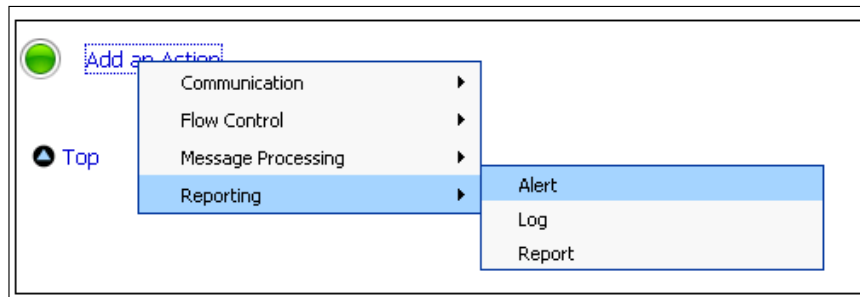 Add an Action
Communication
Flow Control
Top
Message Processing
Reporting
Alert
Log
Report